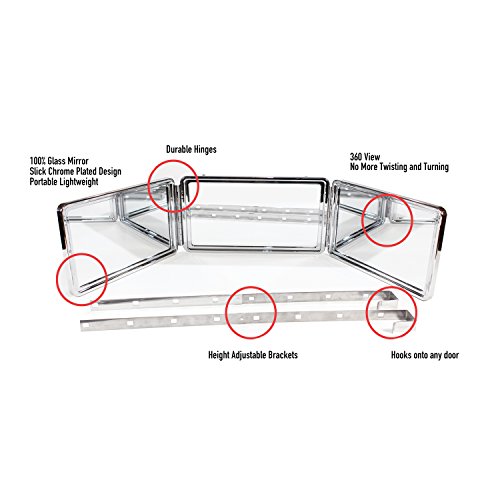 Durable Hinges
100% Glass Mirror
Slick Chrome Plated Design
Portable Lightweight
360 View
No More Twisting and Turning
Height Adjustable Brackets
Hooks onto any door